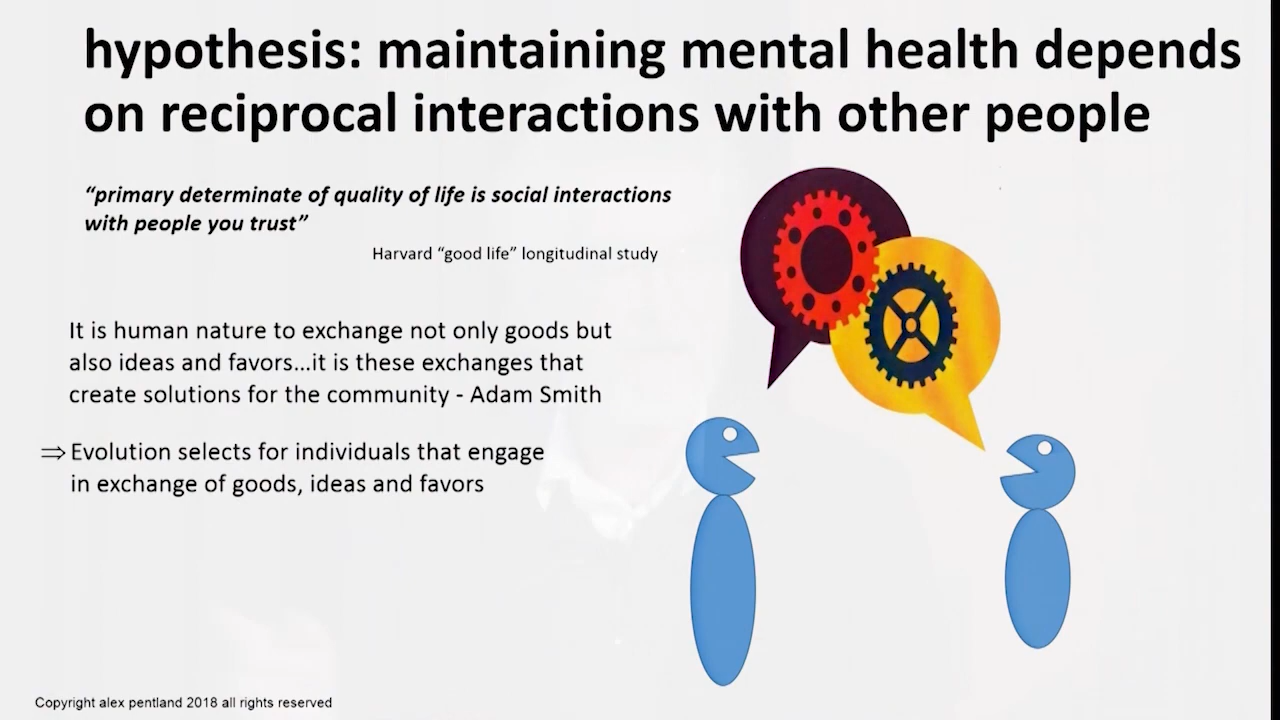 hypothesis: maintaining mental health depends
on reciprocal interactions with other people
“primary determinate of quality of life is social interactions
with people you trust”
Harvard “good life” longitudinal study
It is human nature to exchange not only goods but
also ideas and favors...it is these exchanges that
create solutions for the community - Adam Smith
⇒ Evolution selects for individuals that engage
in exchange of goods, ideas and favors
Copyright alex pentland 2018 all rights reserved